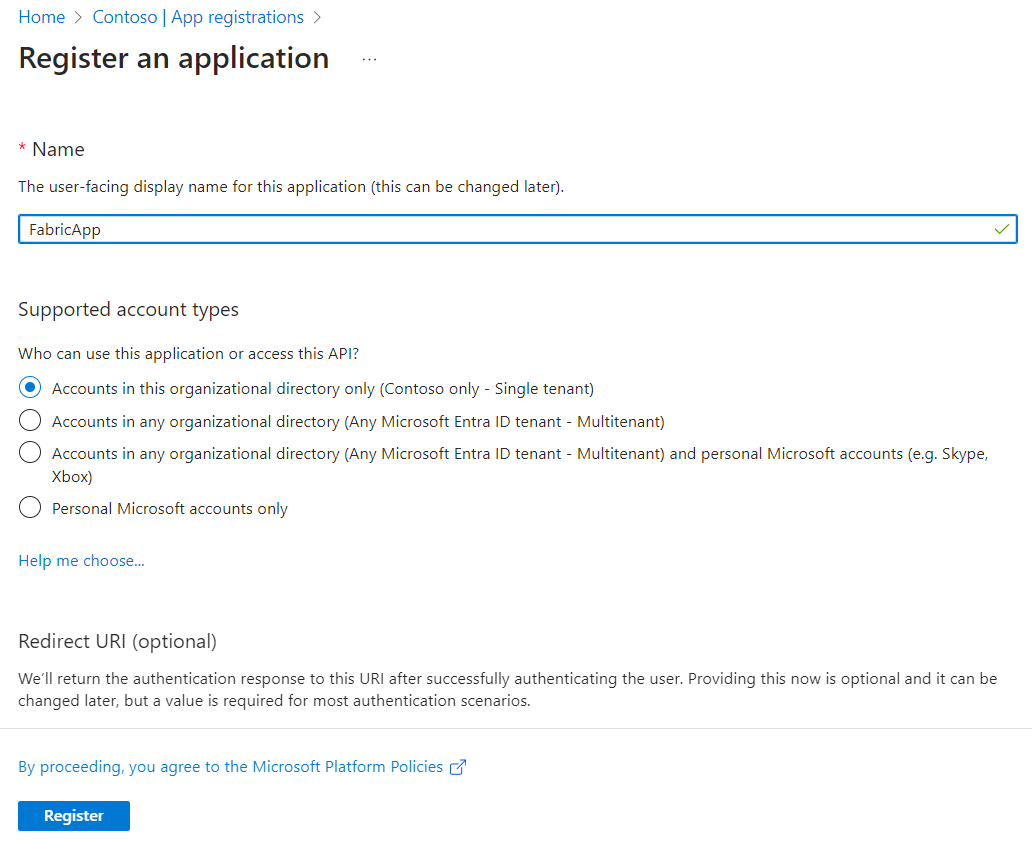 Home > Contoso | App registrations >
Register an application ...
* Name
The user-facing display name for this application (this can be changed later).
FabricApp
Supported account types
Who can use this application or access this API?
Accounts in this organizational directory only (Contoso only - Single tenant)
Accounts in any organizational directory (Any Microsoft Entra ID tenant - Multitenant)
Accounts in any organizational directory (Any Microsoft Entra ID tenant - Multitenant) and personal Microsoft accounts (e.g. Skype,
Xbox)
Personal Microsoft accounts only
Help me choose...
Redirect URI (optional)
We'll return the authentication response to this URI after successfully authenticating the user. Providing this now is optional and it can be
changed later, but a value is required for most authentication scenarios.
By proceeding, you agree to the Microsoft Platform Policies
Register